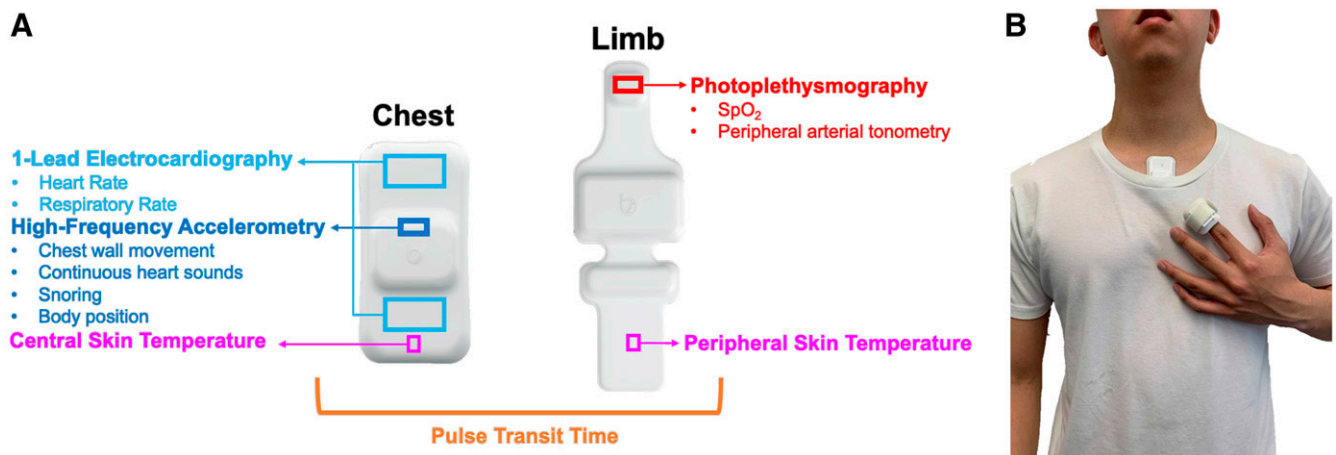 A
B
Limb
Chest
Photoplethysmography
• SpO₂
• Peripheral arterial tonometry
1-Lead Electrocardiography
• Heart Rate
• Respiratory Rate
High-Frequency Accelerometry
• Chest wall movement
• Continuous heart sounds
• Snoring
• Body position
Central Skin Temperature
Peripheral Skin Temperature
Pulse Transit Time